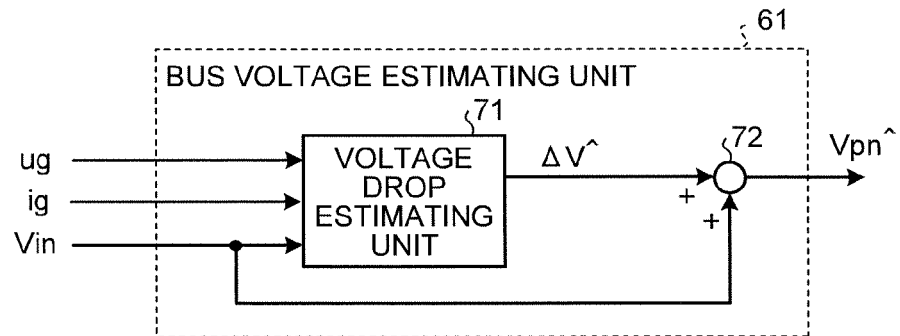 61
BUS VOLTAGE ESTIMATING UNIT
71
72
ug
ig
Vin
VOLTAGE
DROP
ESTIMATING
UNIT
ΔV^
+
+
Vpn^